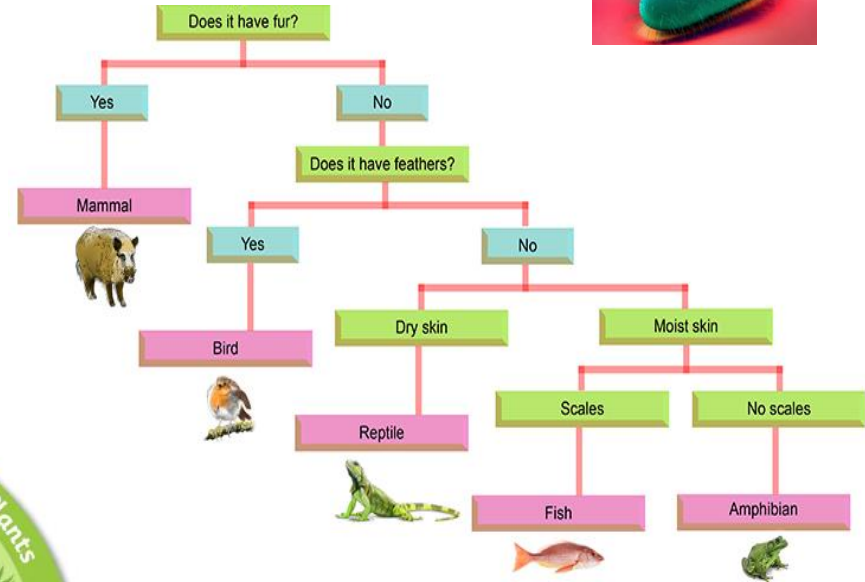 Does it have fur?
Yes
No
Does it have feathers?
Mammal
Yes
No
Dry skin
Moist skin
Bird
Scales
No scales
Reptile
Fish
Amphibian